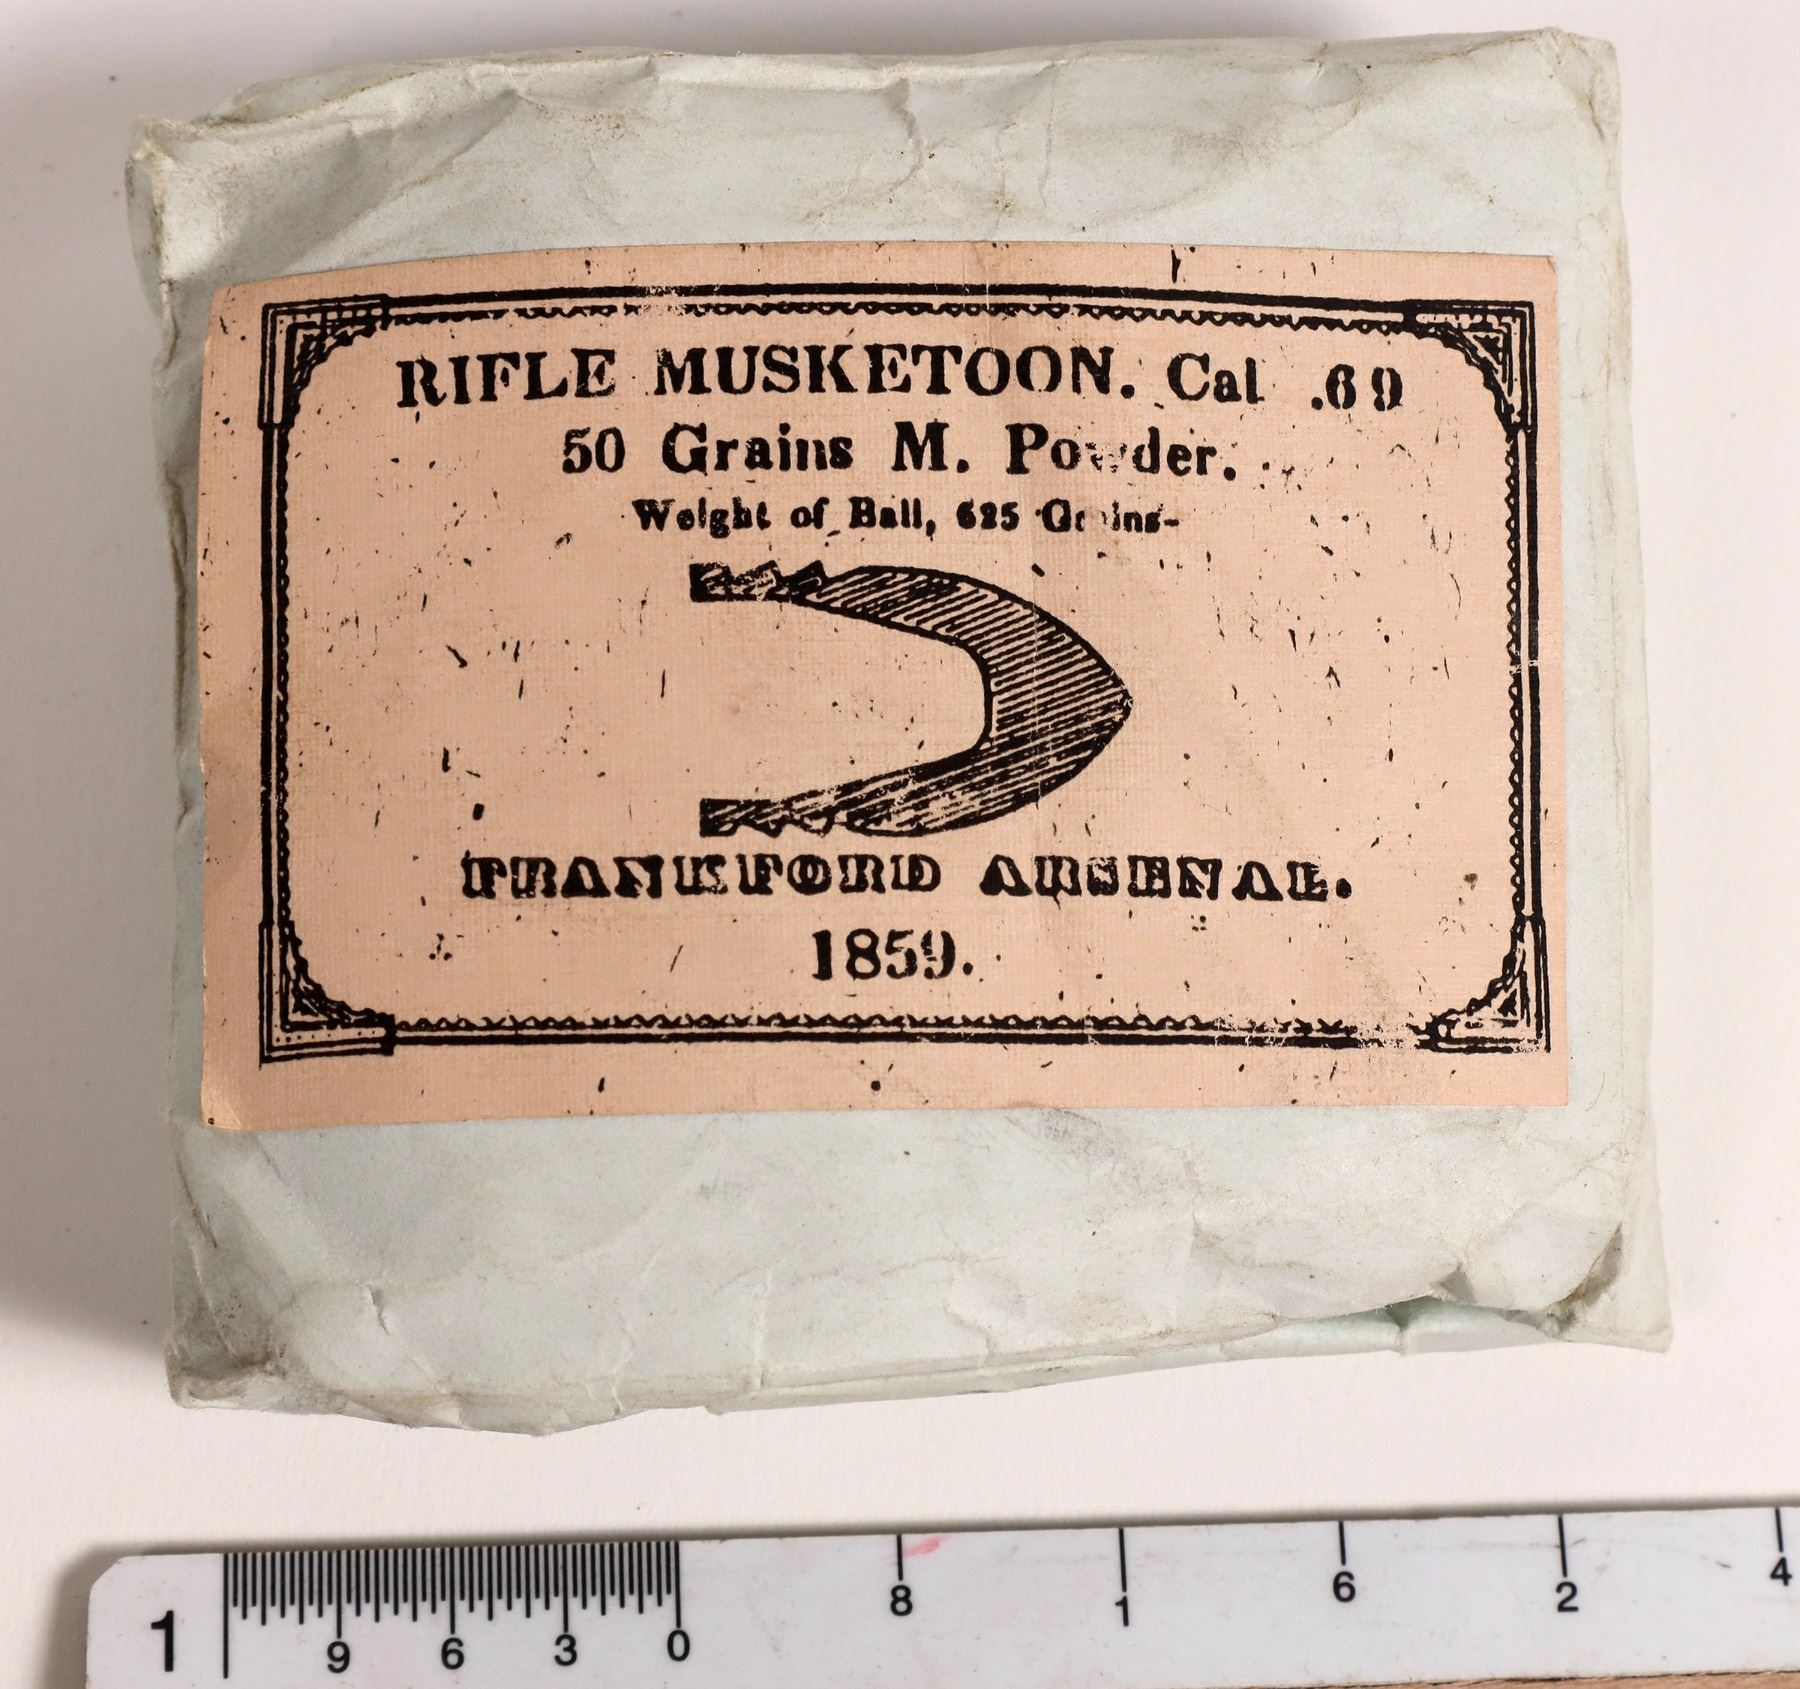 RIFLE MUSKETOON. Cal .69
50 Grains M. Powder.
Weight of Ball, 625 Grains-
FRANKFORD ARSENAL.
1859.
1 9 6 3 0 8 1 6 2 4